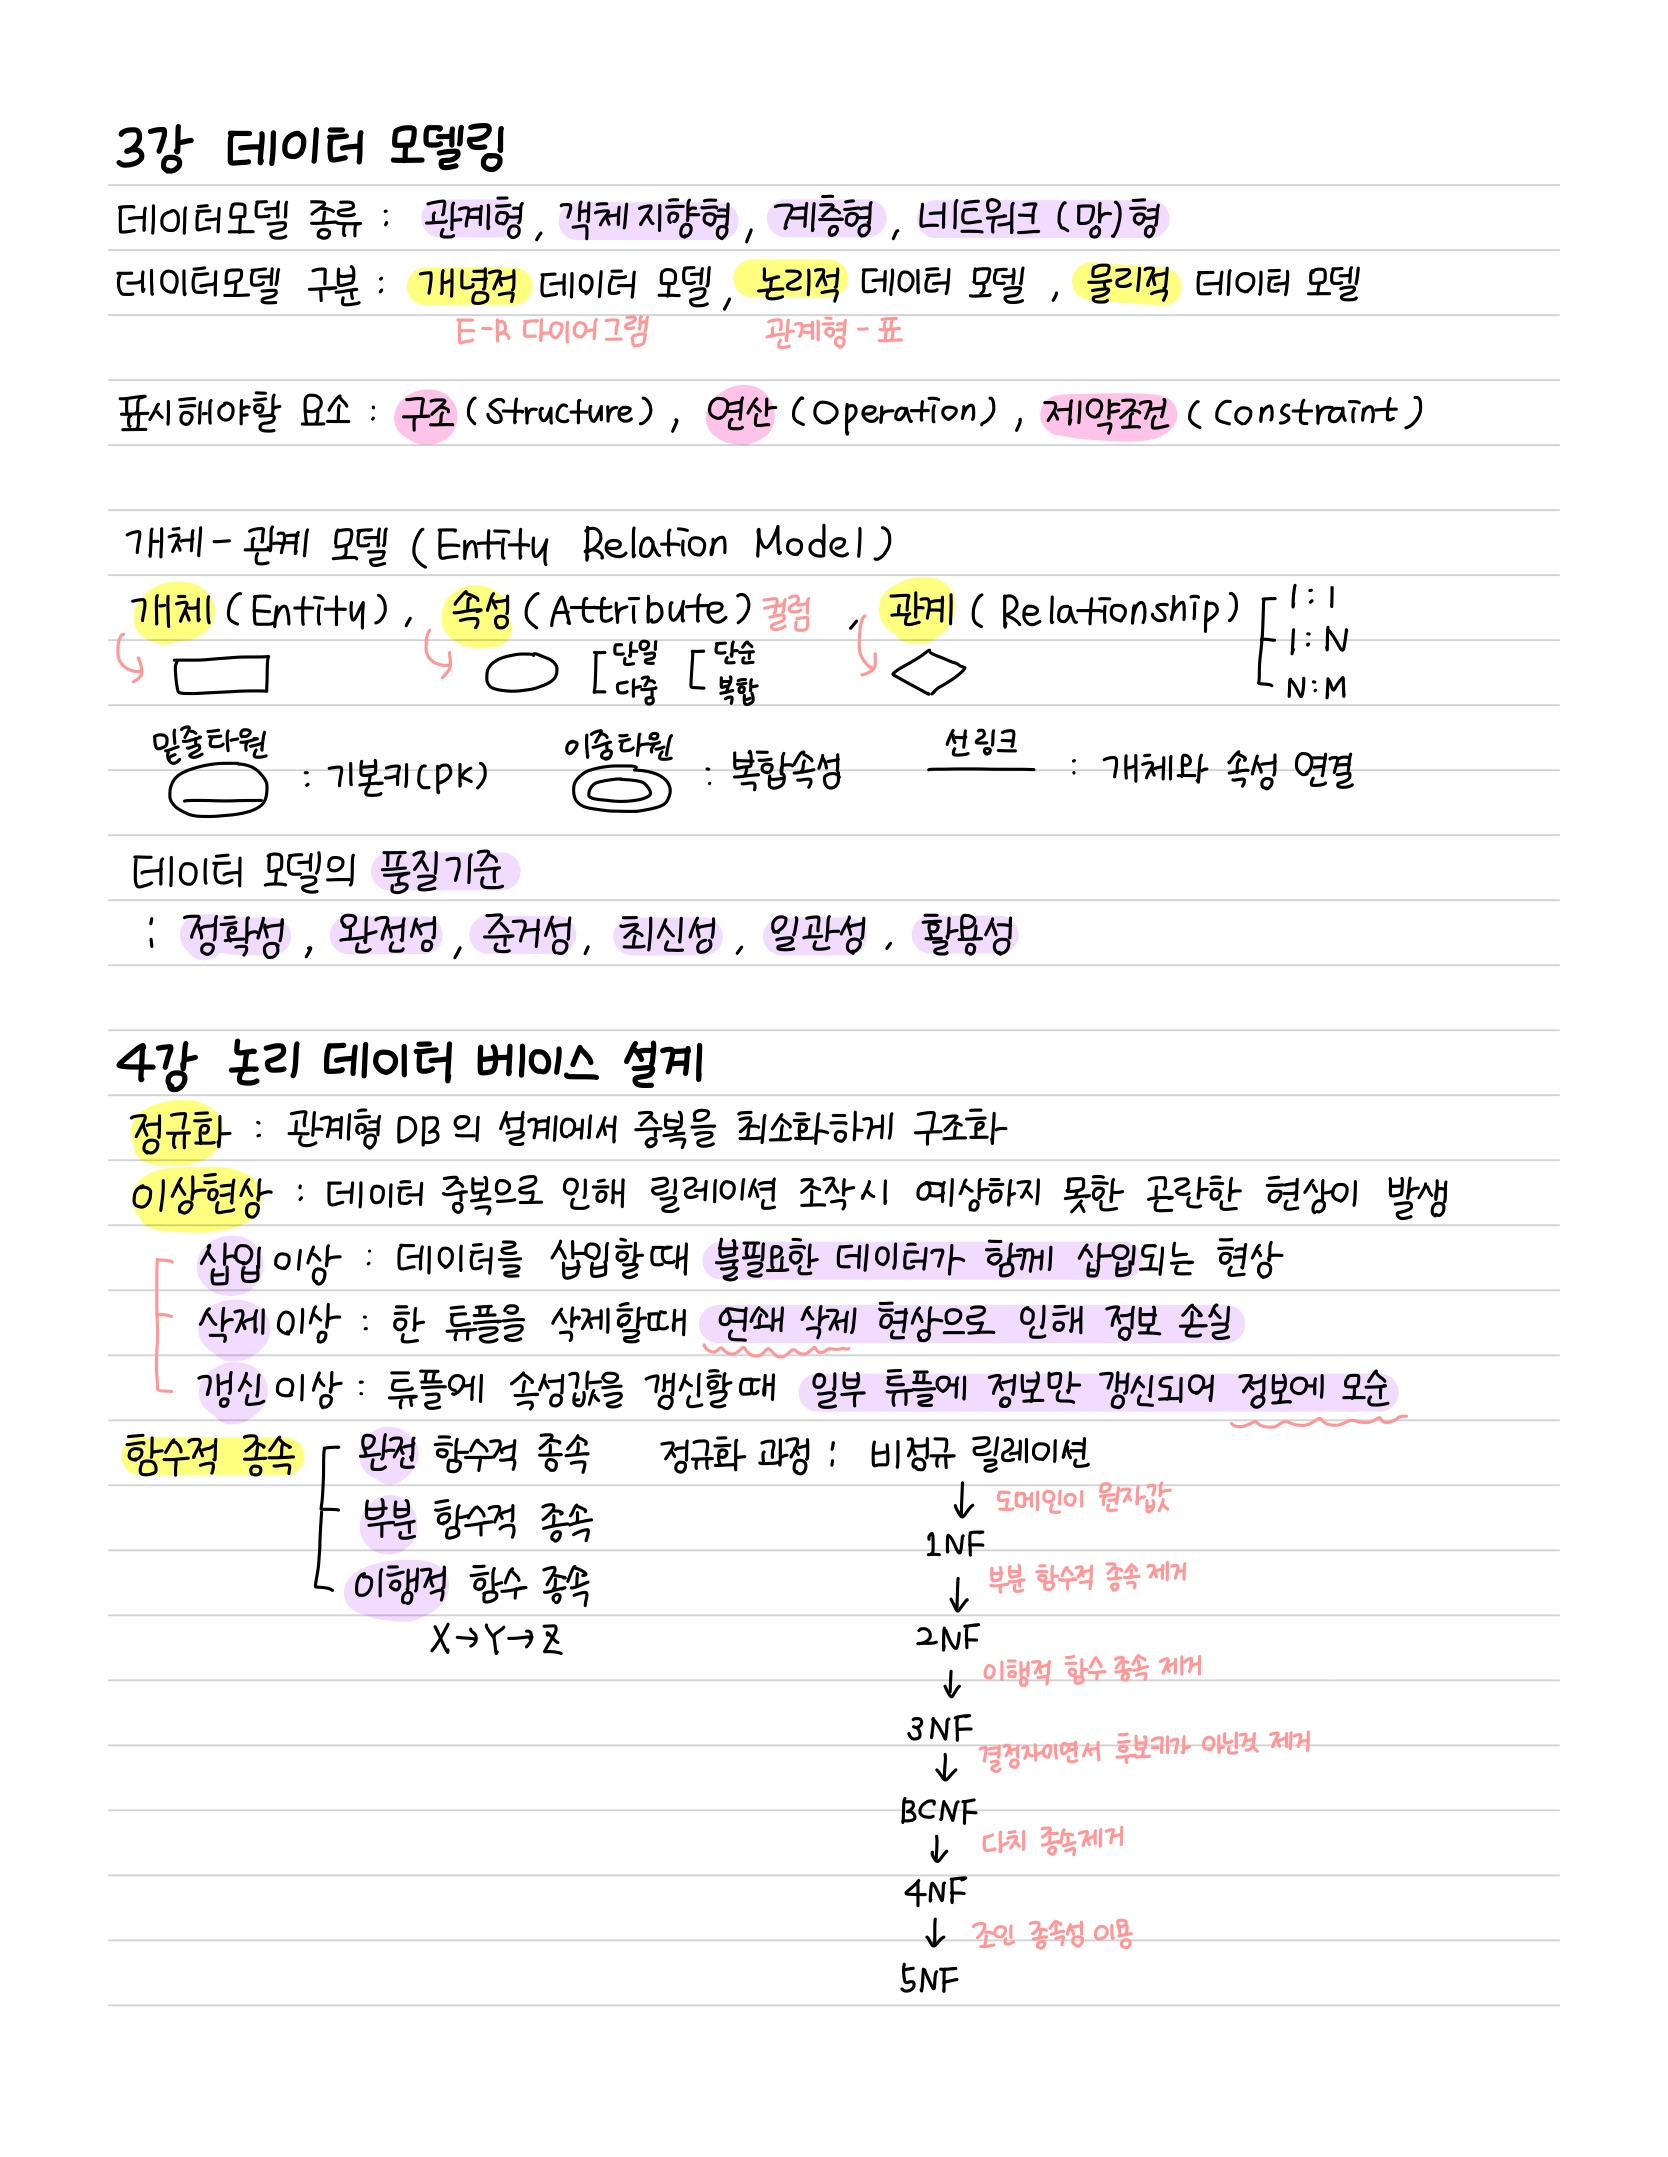 3강 데이터 모델링
데이터모델 종류 : 관계형, 객체지향형, 계층형, 네드워크(망)형
데이터모델 구분 : 개념적 데이터 모델, 논리적 데이터 모델, 물리적 데이터 모델
E-R 다이어그램 관계형-표
표시해야할 요소 : 구조(Structure), 연산(Operation), 제약조건(Constraint)
개체-관계 모델 (Entity Relation Model)
개체(Entity), 속성(Attribute) 컬럼, 관계(Relationship) 1:1
1:N
단일 단순
다중 복합 N:M
밑줄타원 이중타원 선링크
: 기본키(PK) : 복합속성 : 개체와 속성 연결
데이터 모델의 품질기준
: 정확성, 완전성, 준거성, 최신성, 일관성, 활용성
4강 논리 데이터 베이스 설계
정규화 : 관계형 DB의 설계에서 중복을 최소화하게 구조화
이상현상 : 데이터 중복으로 인해 릴레이션 조작시 예상하지 못한 곤란한 현상이 발생
삽입이상 : 데이터를 삽입할때 불필요한 데이터가 함께 삽입되는 현상
삭제이상 : 한 튜플을 삭제할때 연쇄 삭제 현상으로 인해 정보 손실
갱신이상 : 튜플에 속성값을 갱신할때 일부 튜플에 정보만 갱신되어 정보에 모순
함수적 종속 완전 함수적 종속 정규화 과정 : 비정규 릴레이션
↓ 도메인이 원자값
부분 함수적 종속 1NF
↓ 부분 함수적 종속 제거
이행적 함수 종속
X→Y→Z 2NF
↓ 이행적 함수 종속 제거
3NF
↓ 결정자이면서 후보키가 아닌것 제거
BCNF
↓ 다치 종속제거
4NF
↓ 조인 종속성 이용
5NF